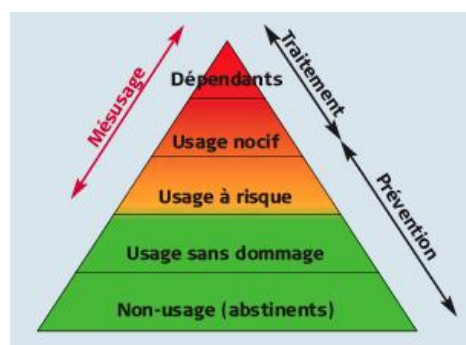 Mésusage
Traitement
Dépendants
Usage nocif
Usage à risque
Prévention
Usage sans dommage
Non-usage (abstinents)